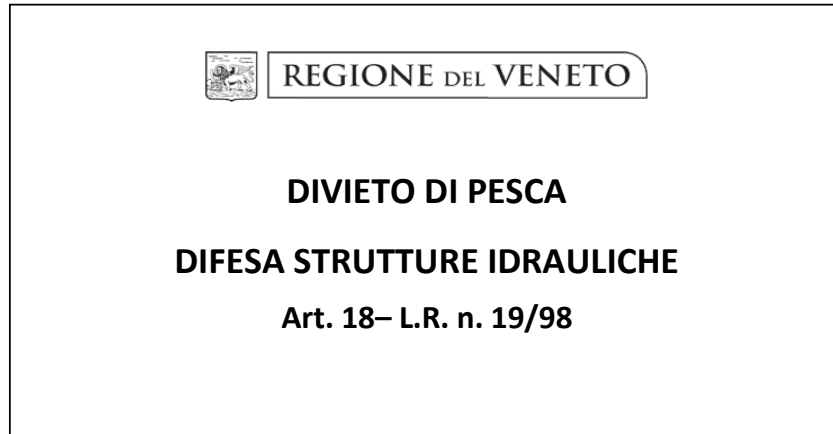 REGIONE DEL VENETO
DIVIETO DI PESCA
DIFESA STRUTTURE IDRAULICHE
Art. 18– L.R. n. 19/98